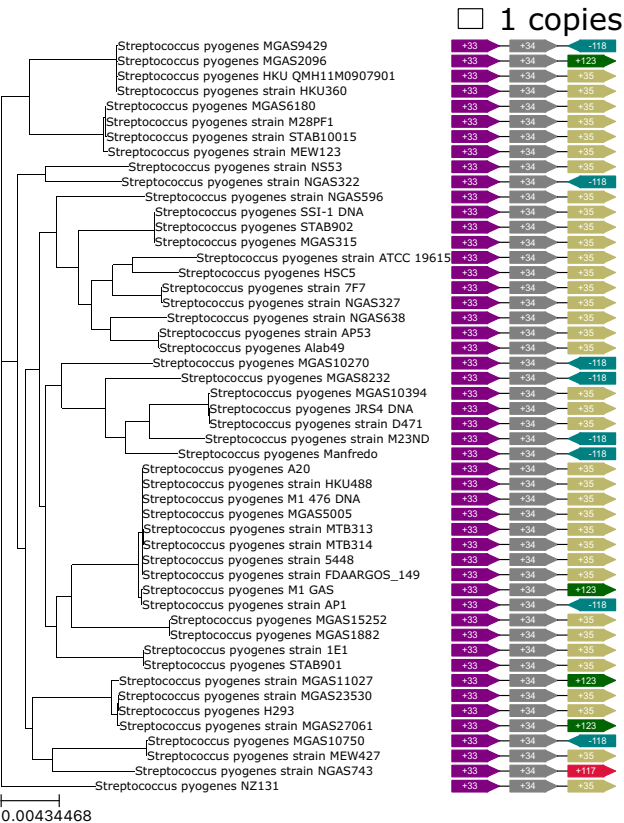 1 copies
Streptococcus pyogenes MGAS9429 +33 +34 -118
Streptococcus pyogenes MGAS2096 +33 +34 +123
Streptococcus pyogenes HKU QMH11M0907901 +33 +34 +35
Streptococcus pyogenes strain HKU360 +33 +34 +35
Streptococcus pyogenes MGAS6180 +33 +34 +35
Streptococcus pyogenes strain M28PF1 +33 +34 +35
Streptococcus pyogenes strain STAB10015 +33 +34 +35
Streptococcus pyogenes strain MEW123 +33 +34 +35
Streptococcus pyogenes strain NS53 +33 +34 +35
Streptococcus pyogenes strain NGAS322 +33 +34 -118
Streptococcus pyogenes strain NGAS596 +33 +34 +35
Streptococcus pyogenes SSI-1 DNA +33 +34 +35
Streptococcus pyogenes STAB902 +33 +34 +35
Streptococcus pyogenes MGAS315 +33 +34 +35
Streptococcus pyogenes strain ATCC 19615 +33 +34 +35
Streptococcus pyogenes HSC5 +33 +34 +35
Streptococcus pyogenes strain 7F7 +33 +34 +35
Streptococcus pyogenes strain NGAS327 +33 +34 +35
Streptococcus pyogenes strain NGAS638 +33 +34 +35
Streptococcus pyogenes strain AP53 +33 +34 +35
Streptococcus pyogenes Alab49 +33 +34 +35
Streptococcus pyogenes MGAS10270 +33 +34 -118
Streptococcus pyogenes MGAS8232 +33 +34 -118
Streptococcus pyogenes MGAS10394 +33 +34 +35
Streptococcus pyogenes JRS4 DNA +33 +34 +35
Streptococcus pyogenes strain D471 +33 +34 +35
Streptococcus pyogenes strain M23ND +33 +34 -118
Streptococcus pyogenes Manfredo +33 +34 -118
Streptococcus pyogenes A20 +33 +34 +35
Streptococcus pyogenes strain HKU488 +33 +34 +35
Streptococcus pyogenes M1 476 DNA +33 +34 +35
Streptococcus pyogenes MGAS5005 +33 +34 +35
Streptococcus pyogenes strain MTB313 +33 +34 +35
Streptococcus pyogenes strain MTB314 +33 +34 +35
Streptococcus pyogenes strain 5448 +33 +34 +35
Streptococcus pyogenes strain FDAARGOS_149 +33 +34 +35
Streptococcus pyogenes M1 GAS +33 +34 +123
Streptococcus pyogenes strain AP1 +33 +34 -118
Streptococcus pyogenes MGAS15252 +33 +34 +35
Streptococcus pyogenes MGAS1882 +33 +34 +35
Streptococcus pyogenes strain 1E1 +33 +34 +35
Streptococcus pyogenes STAB901 +33 +34 +35
Streptococcus pyogenes strain MGAS11027 +33 +34 +123
Streptococcus pyogenes strain MGAS23530 +33 +34 +35
Streptococcus pyogenes H293 +33 +34 +35
Streptococcus pyogenes strain MGAS27061 +33 +34 +123
Streptococcus pyogenes MGAS10750 +33 +34 -118
Streptococcus pyogenes strain MEW427 +33 +34 +35
Streptococcus pyogenes strain NGAS743 +33 +34 +117
Streptococcus pyogenes NZ131 +33 +34 +35
0.00434468